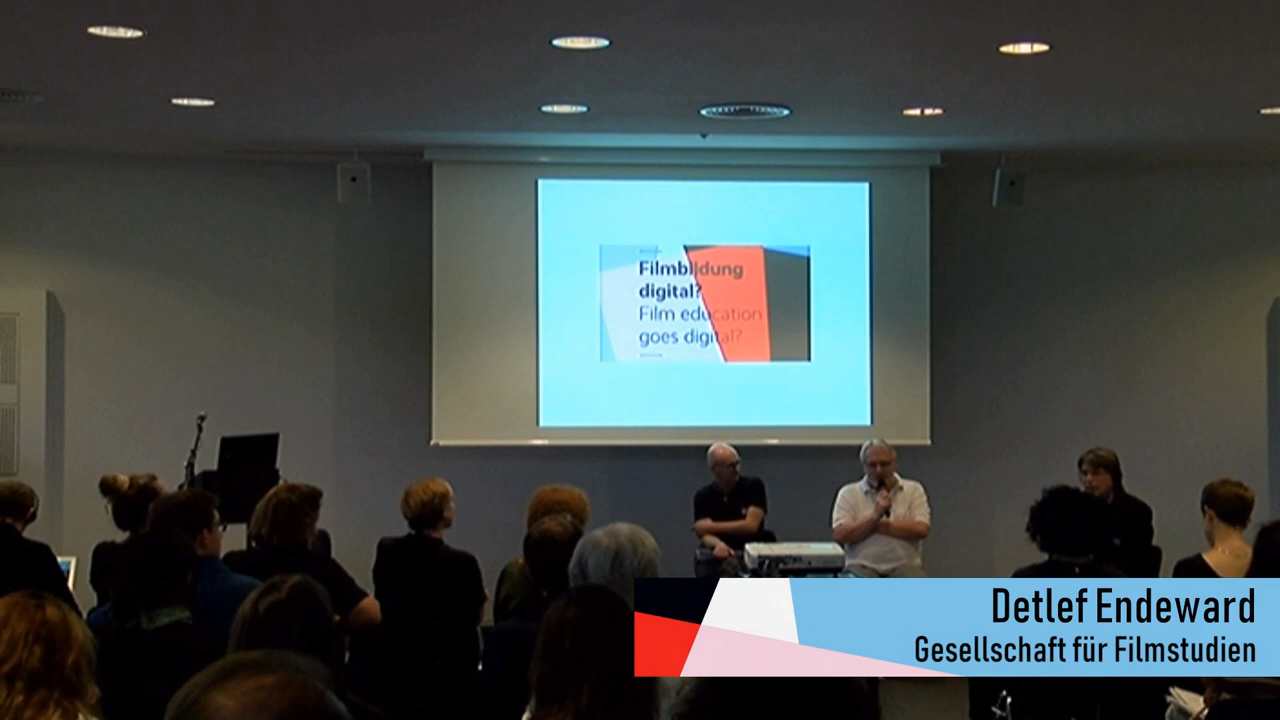 Filmbildung
digital?
Film education
goes digital?
Detlef Endeward
Gesellschaft für Filmstudien